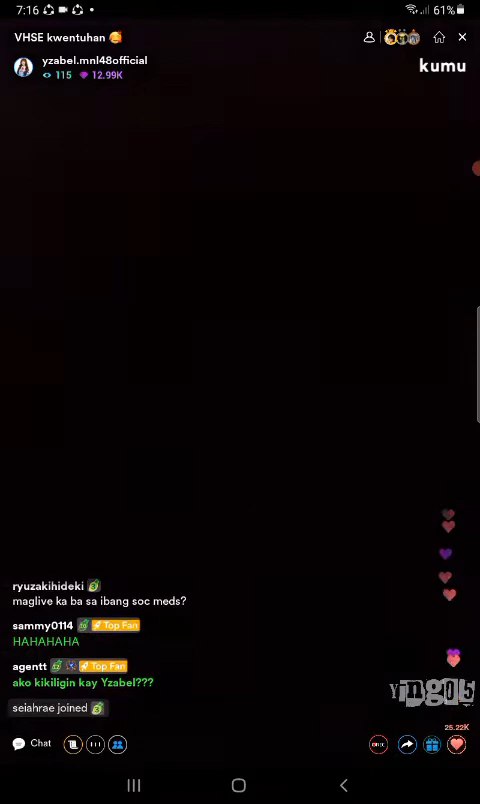 7:16
61%
VHSE kwentuhan 🥰
yzabel.mnl48official
115 12.99K
kumu
ryuzakihideki
maglive ka ba sa ibang soc meds?
sammy0114 Top Fan
HAHAHAHA
agentt Top Fan
ako kikiligin kay Yzabel???
seiahrae joined
Yingo5
25.22K
Chat